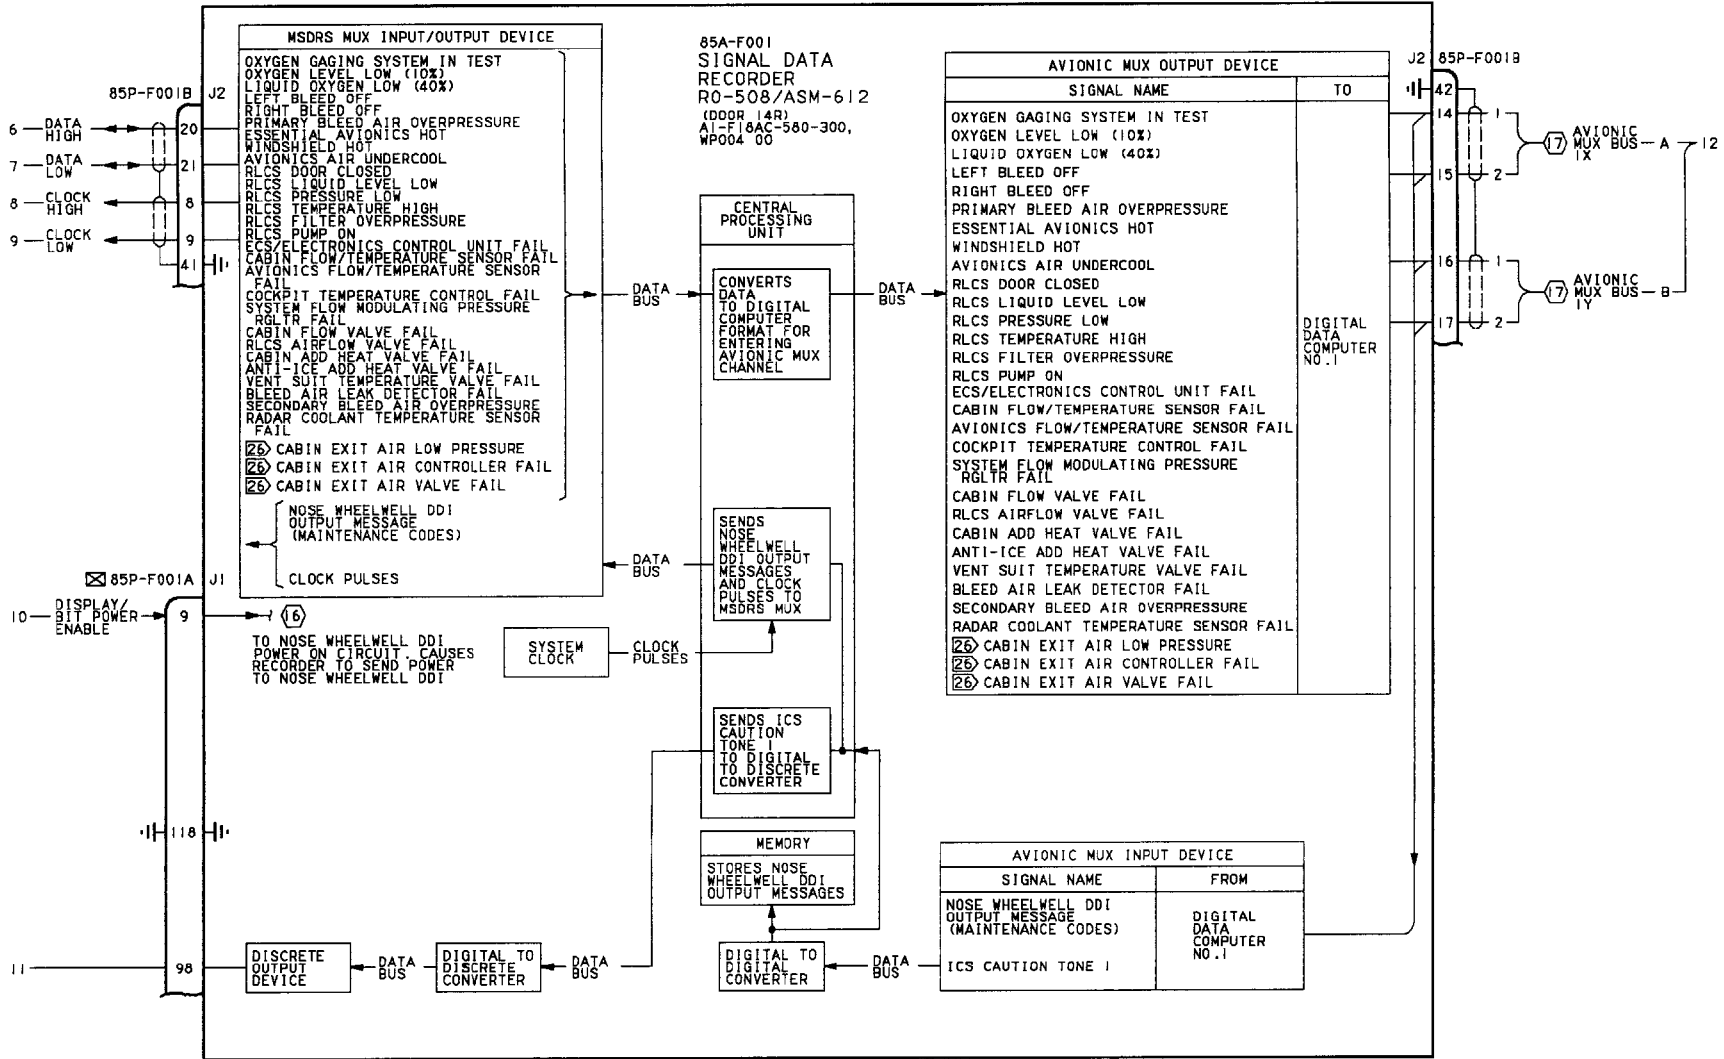 MSDRS MUX INPUT/OUTPUT DEVICE
OXYGEN GAGING SYSTEM IN TEST
OXYGEN LEVEL LOW (10%)
LIQUID OXYGEN LOW (40%)
LEFT BLEED OFF
RIGHT BLEED OFF
PRIMARY BLEED AIR OVERPRESSURE
ESSENTIAL AVIONICS HOT
WINDSHIELD HOT
AVIONICS AIR UNDERCOOL
RLCS DOOR CLOSED
RLCS LIQUID LEVEL LOW
RLCS PRESSURE LOW
RLCS TEMPERATURE HIGH
RLCS FILTER OVERPRESSURE
RLCS PUMP ON
ECS/ELECTRONICS CONTROL UNIT FAIL
CABIN FLOW/TEMPERATURE SENSOR FAIL
AVIONICS FLOW/TEMPERATURE SENSOR
FAIL
COCKPIT TEMPERATURE CONTROL FAIL
SYSTEM FLOW MODULATING PRESSURE
RGLTR FAIL
CABIN FLOW VALVE FAIL
RLCS AIRFLOW VALVE FAIL
CABIN ADD HEAT VALVE FAIL
ANTI-ICE ADD HEAT VALVE FAIL
VENT SUIT TEMPERATURE VALVE FAIL
BLEED AIR LEAK DETECTOR FAIL
SECONDARY BLEED AIR OVERPRESSURE
RADAR COOLANT TEMPERATURE SENSOR
FAIL
26 CABIN EXIT AIR LOW PRESSURE
26 CABIN EXIT AIR CONTROLLER FAIL
26 CABIN EXIT AIR VALVE FAIL
NOSE WHEELWELL DDI
OUTPUT MESSAGE
(MAINTENANCE CODES)
CLOCK PULSES
85P-F001B J2
6 DATA HIGH 20
7 DATA LOW 21
8 CLOCK HIGH 8
9 CLOCK LOW 9
41
85P-F001A J1
10 DISPLAY/
BIT POWER
ENABLE
9
16
TO NOSE WHEELWELL DDI
POWER ON CIRCUIT. CAUSES
RECORDER TO SEND POWER
TO NOSE WHEELWELL DDI
118
11
98
DISCRETE
OUTPUT
DEVICE
DATA
BUS
DIGITAL TO
DISCRETE
CONVERTER
DATA
BUS
85A-F001
SIGNAL DATA
RECORDER
RO-508/ASM-612
(DOOR 14R)
A1-F18AC-580-300,
WP004 00
DATA
BUS
CENTRAL
PROCESSING
UNIT
CONVERTS
DATA
TO DIGITAL
COMPUTER
FORMAT FOR
ENTERING
AVIONIC MUX
CHANNEL
DATA
BUS
DATA
BUS
SENDS
NOSE
WHEELWELL
DDI OUTPUT
MESSAGES
AND CLOCK
PULSES TO
MSDRS MUX
SYSTEM
CLOCK
CLOCK
PULSES
SENDS ICS
CAUTION
TONE 1
TO DIGITAL
TO DISCRETE
CONVERTER
MEMORY
STORES NOSE
WHEELWELL DDI
OUTPUT MESSAGES
DIGITAL TO
DIGITAL
CONVERTER
DATA
BUS
AVIONIC MUX OUTPUT DEVICE
SIGNAL NAME TO
OXYGEN GAGING SYSTEM IN TEST
OXYGEN LEVEL LOW (10%)
LIQUID OXYGEN LOW (40%)
LEFT BLEED OFF
RIGHT BLEED OFF
PRIMARY BLEED AIR OVERPRESSURE
ESSENTIAL AVIONICS HOT
WINDSHIELD HOT
AVIONICS AIR UNDERCOOL
RLCS DOOR CLOSED
RLCS LIQUID LEVEL LOW
RLCS PRESSURE LOW
RLCS TEMPERATURE HIGH
RLCS FILTER OVERPRESSURE
RLCS PUMP ON
ECS/ELECTRONICS CONTROL UNIT FAIL
CABIN FLOW/TEMPERATURE SENSOR FAIL
AVIONICS FLOW/TEMPERATURE SENSOR FAIL
COCKPIT TEMPERATURE CONTROL FAIL
SYSTEM FLOW MODULATING PRESSURE
RGLTR FAIL
CABIN FLOW VALVE FAIL
RLCS AIRFLOW VALVE FAIL
CABIN ADD HEAT VALVE FAIL
ANTI-ICE ADD HEAT VALVE FAIL
VENT SUIT TEMPERATURE VALVE FAIL
BLEED AIR LEAK DETECTOR FAIL
SECONDARY BLEED AIR OVERPRESSURE
RADAR COOLANT TEMPERATURE SENSOR FAIL
26 CABIN EXIT AIR LOW PRESSURE
26 CABIN EXIT AIR CONTROLLER FAIL
26 CABIN EXIT AIR VALVE FAIL
DIGITAL
DATA
COMPUTER
NO.1
AVIONIC MUX INPUT DEVICE
SIGNAL NAME FROM
NOSE WHEELWELL DDI
OUTPUT MESSAGE
(MAINTENANCE CODES)
ICS CAUTION TONE 1
DIGITAL
DATA
COMPUTER
NO.1
J2 85P-F001B
42
14 1
15 2
17 AVIONIC
MUX BUS A 12
1X
16 1
17 2
17 AVIONIC
MUX BUS B
1Y